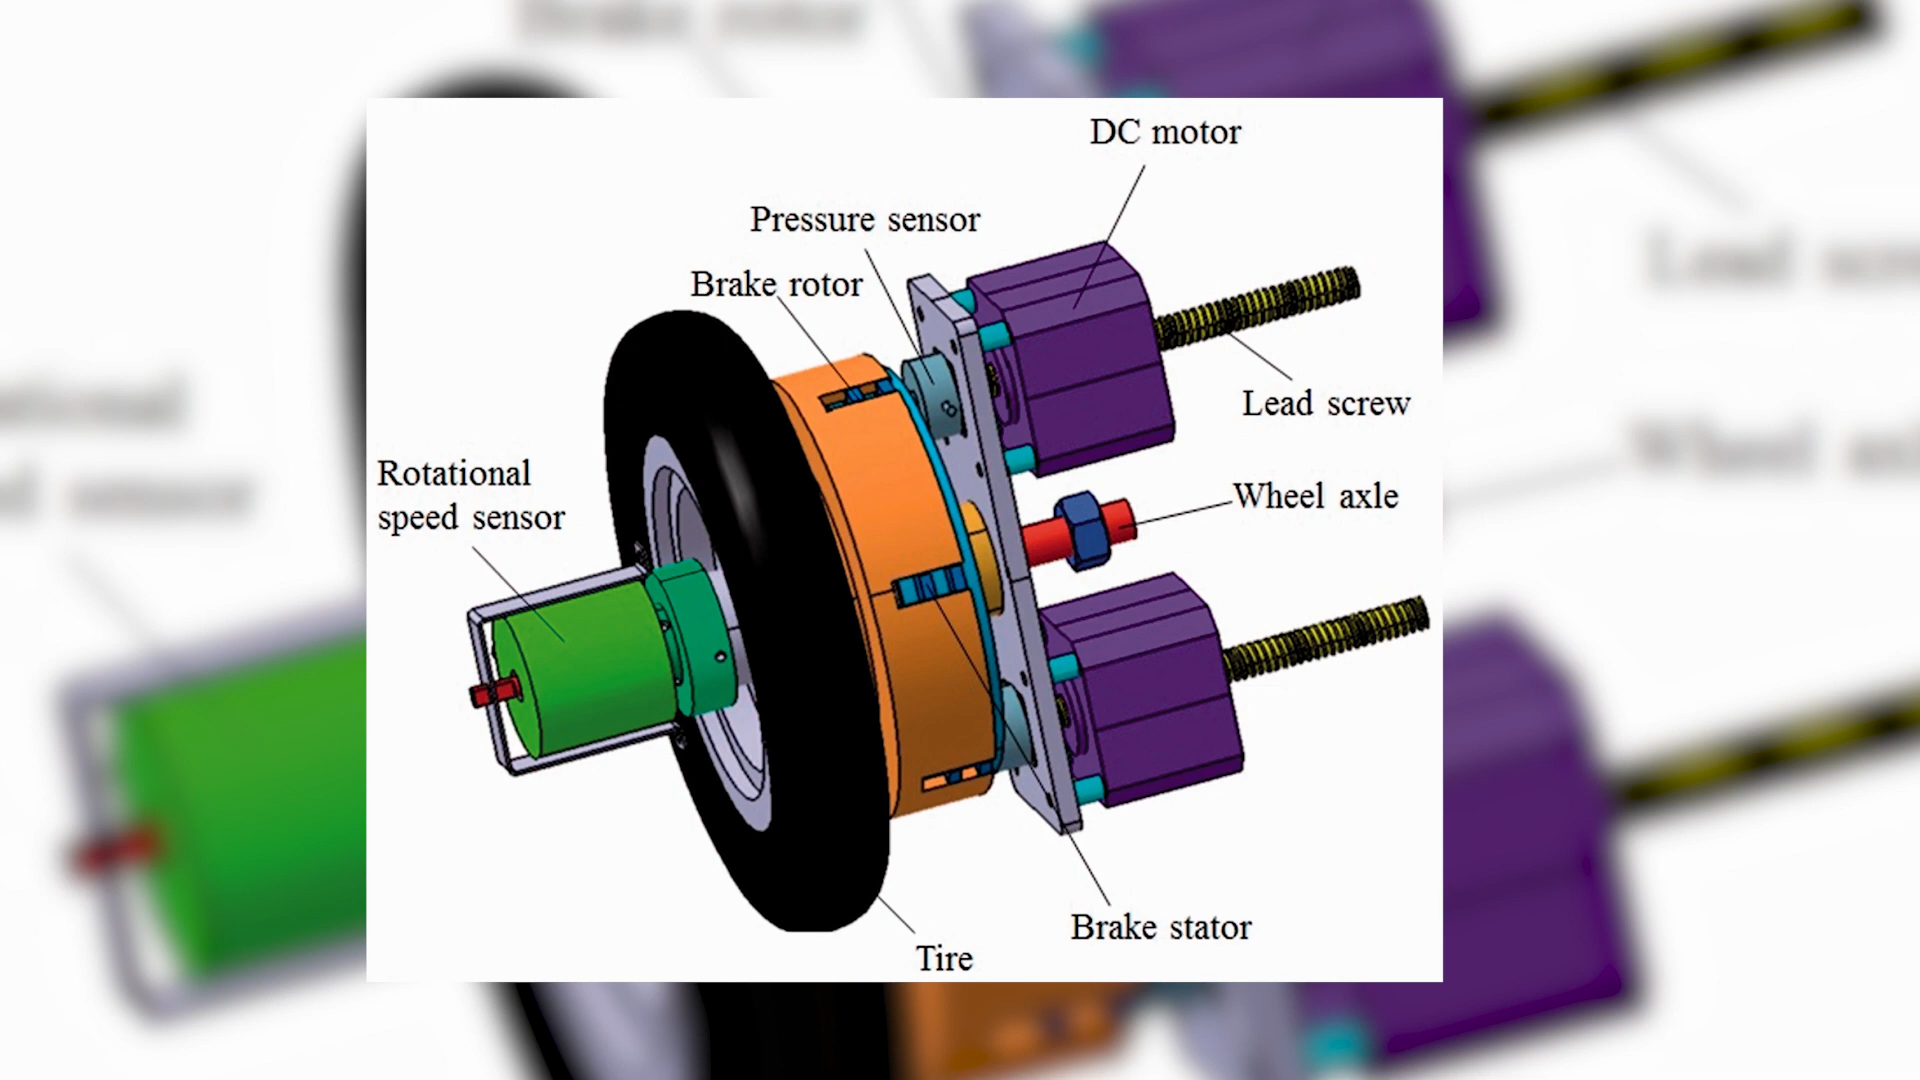 DC motor
Pressure sensor
Brake rotor
Lead screw
Rotational
speed sensor
Wheel axle
Brake stator
Tire